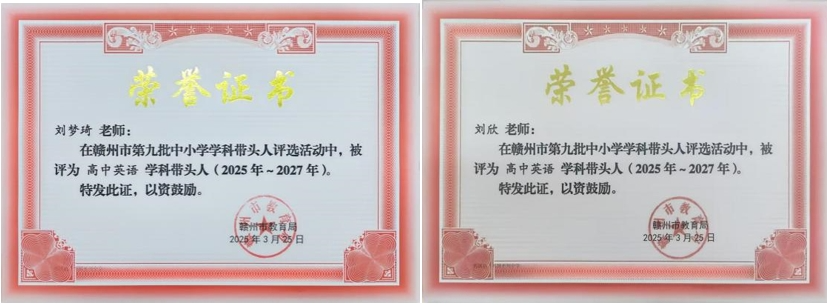 荣誉证书
刘梦琦 老师：
在赣州市第九批中小学学科带头人评选活动中，被
评为 高中英语 学科带头人（2025年~2027年）。
特发此证，以资鼓励。
赣州市教育局
2025年3月25日
荣誉证书
刘欣 老师：
在赣州市第九批中小学学科带头人评选活动中，被
评为 高中英语 学科带头人（2025年~2027年）。
特发此证，以资鼓励。
赣州市教育局
2025年3月25日